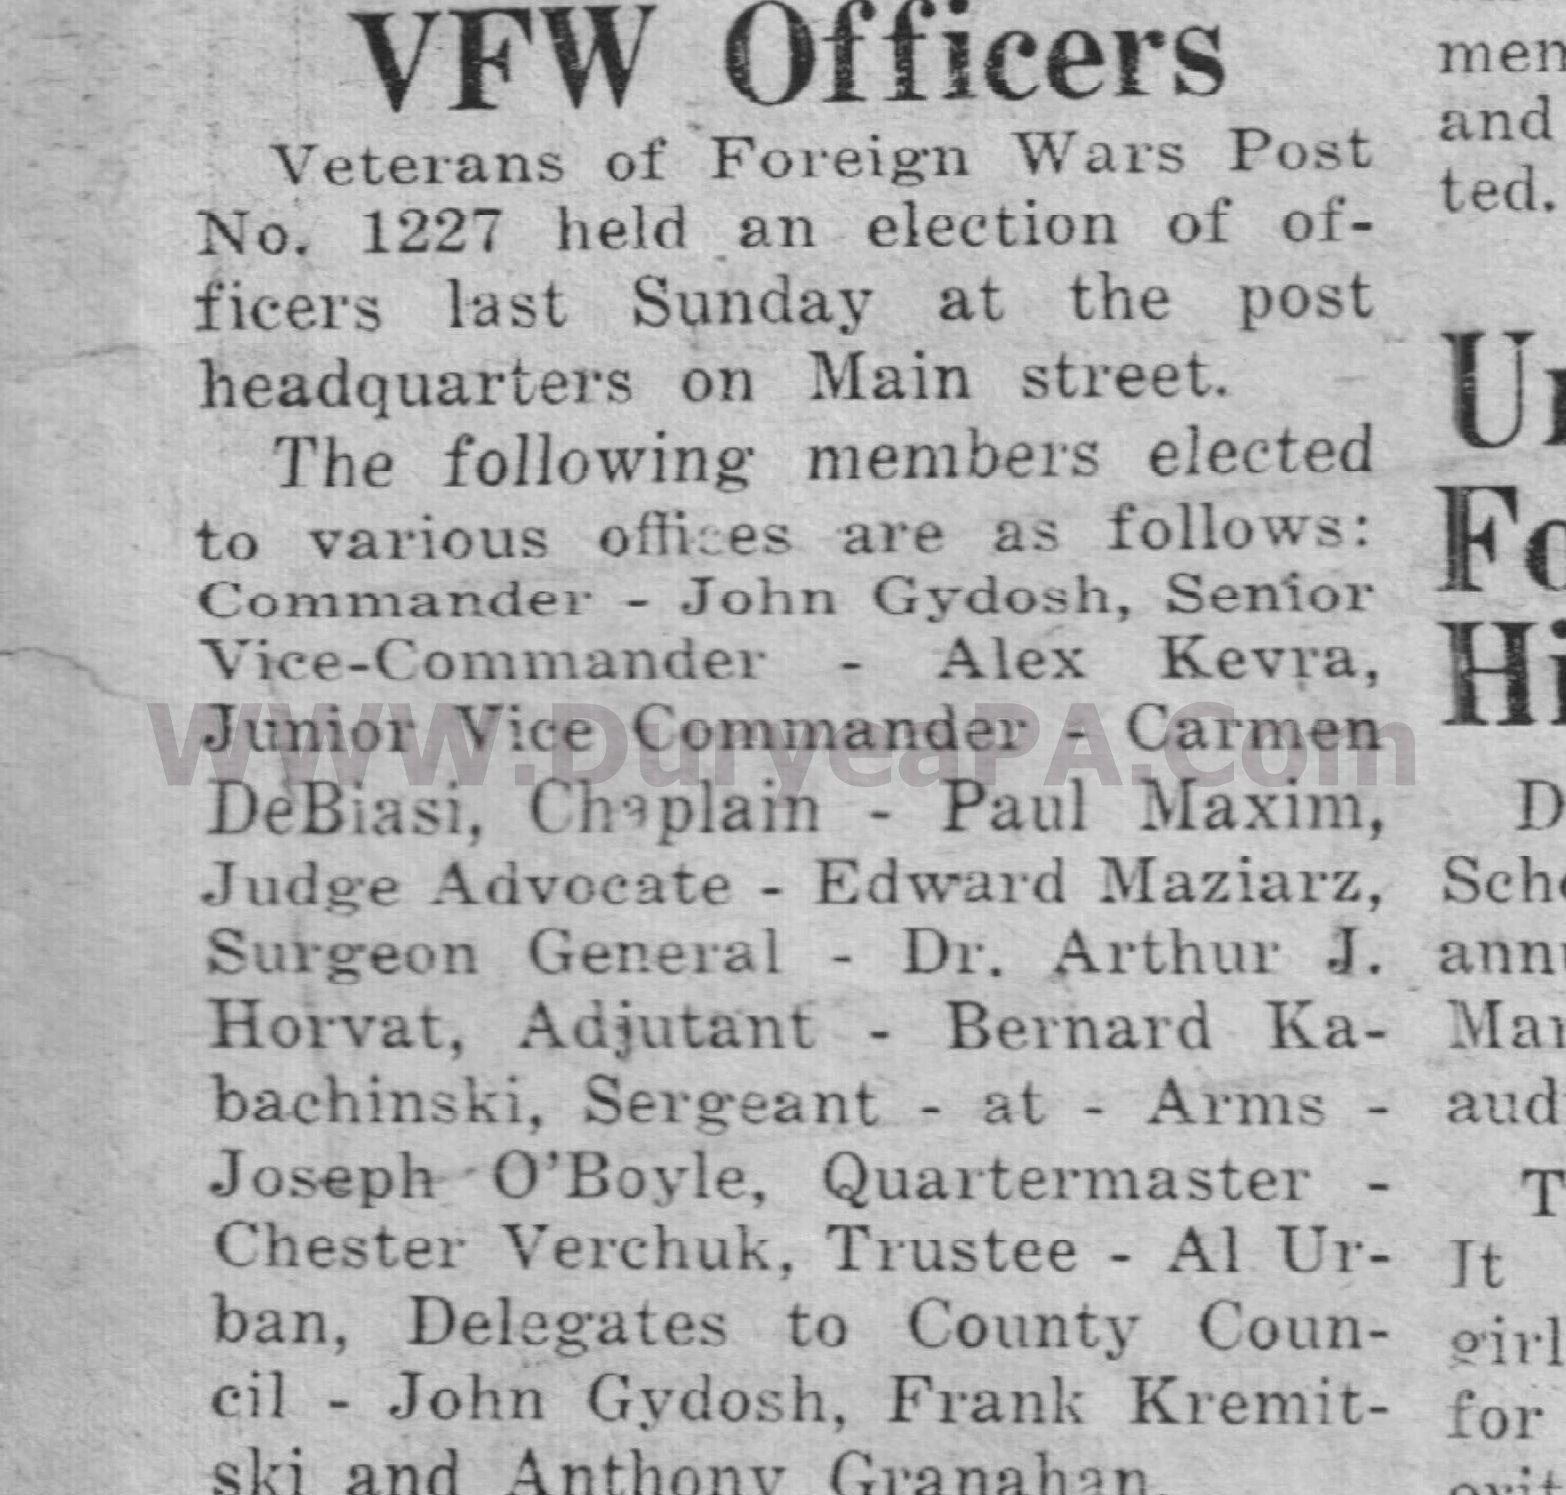 VFW Officers
Veterans of Foreign Wars Post
No. 1227 held an election of of-
ficers last Sunday at the post
headquarters on Main street.
The following members elected
to various offices are as follows:
Commander - John Gydosh, Senior
Vice-Commander - Alex Kevra,
Junior Vice Commander - Carmen
DeBiasi, Chaplain - Paul Maxim,
Judge Advocate - Edward Maziarz,
Surgeon General - Dr. Arthur J.
Horvat, Adjutant - Bernard Ka-
bachinski, Sergeant - at - Arms -
Joseph O'Boyle, Quartermaster -
Chester Verchuk, Trustee - Al Ur-
ban, Delegates to County Coun-
cil - John Gydosh, Frank Kremit-
ski and Anthony Granahan.
WWW.DuryeaPA.Com
men
and
ted.
It
for